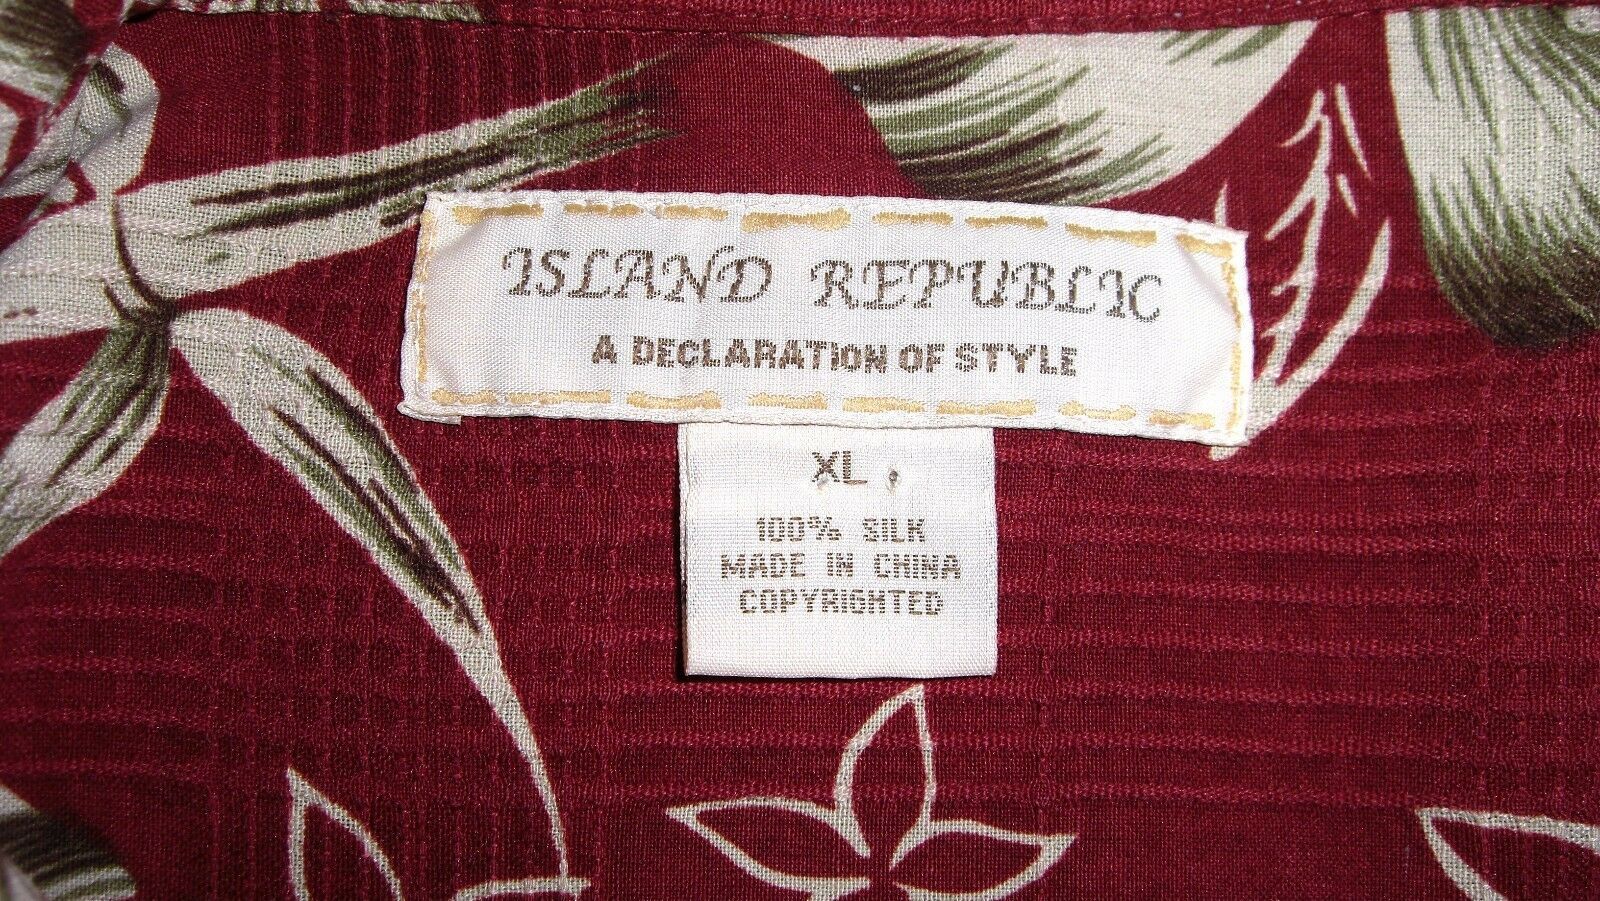 ISLAND REPUBLIC
A DECLARATION OF STYLE
XL
100% SILK
MADE IN CHINA
COPYRIGHTED